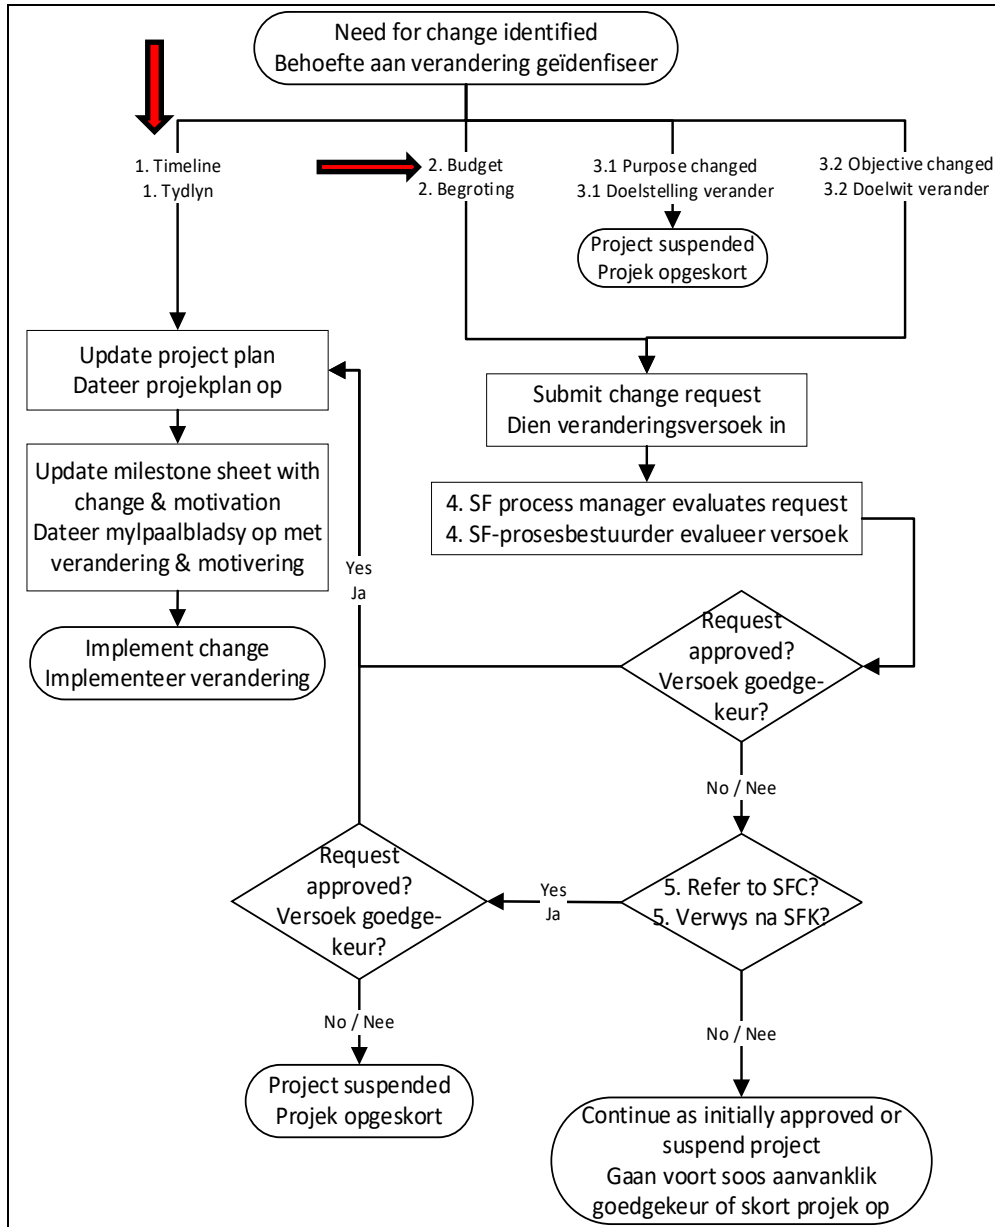 Need for change identified
Behoefte aan verandering geïdenfiseer
1. Timeline
1. Tydlyn
2. Budget
2. Begroting
3.1 Purpose changed
3.1 Doelstelling verander
3.2 Objective changed
3.2 Doelwit verander
Project suspended
Projek opgeskort
Update project plan
Dateer projekplan op
Submit change request
Dien veranderingsversoek in
Update milestone sheet with
change & motivation
Dateer mylpaalbladsy op met
verandering & motivering
4. SF process manager evaluates request
4. SF-prosesbestuurder evalueer versoek
Yes
Ja
Implement change
Implementeer verandering
Request
approved?
Versoek goedge-
keur?
No / Nee
Request
approved?
Versoek goedge-
keur?
Yes
Ja
5. Refer to SFC?
5. Verwys na SFK?
No / Nee
No / Nee
Project suspended
Projek opgeskort
Continue as initially approved or
suspend project
Gaan voort soos aanvanklik
goedgekeur of skort projek op